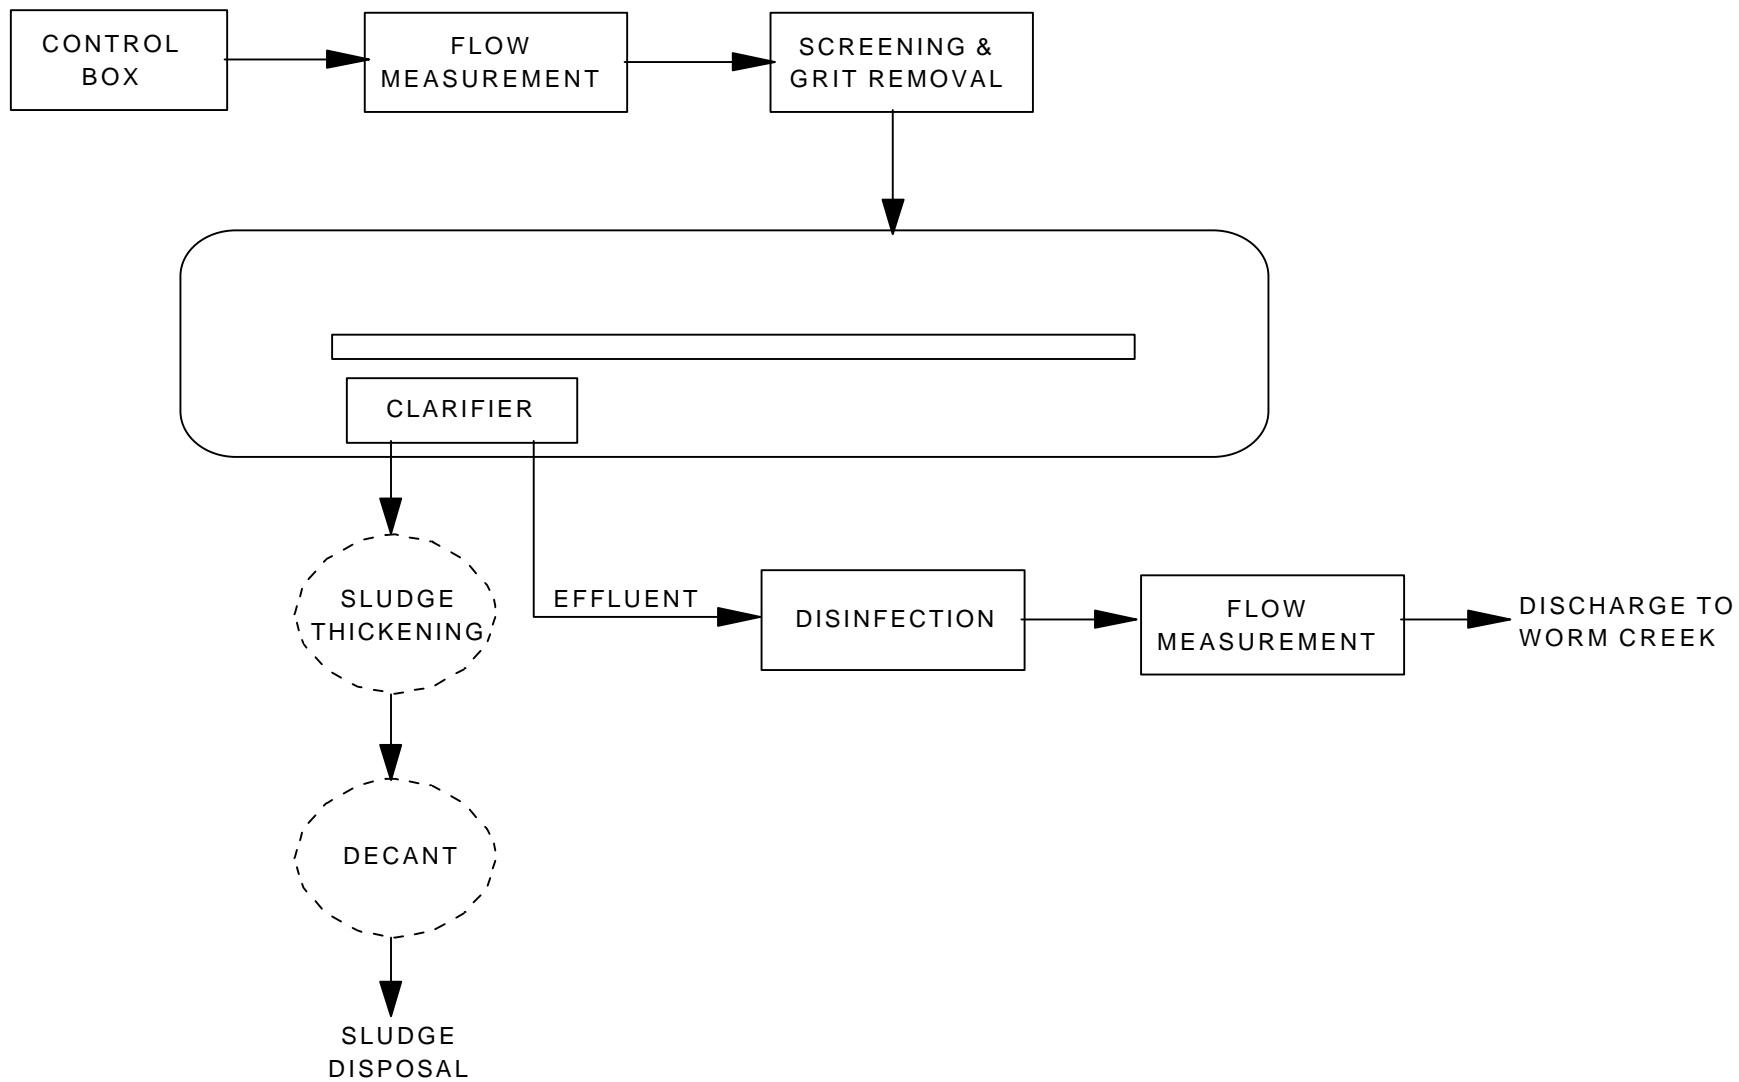 CONTROL
BOX
FLOW
MEASUREMENT
SCREENING &
GRIT REMOVAL
CLARIFIER
SLUDGE
THICKENING
EFFLUENT
DISINFECTION
FLOW
MEASUREMENT
DISCHARGE TO
WORM CREEK
DECANT
SLUDGE
DISPOSAL